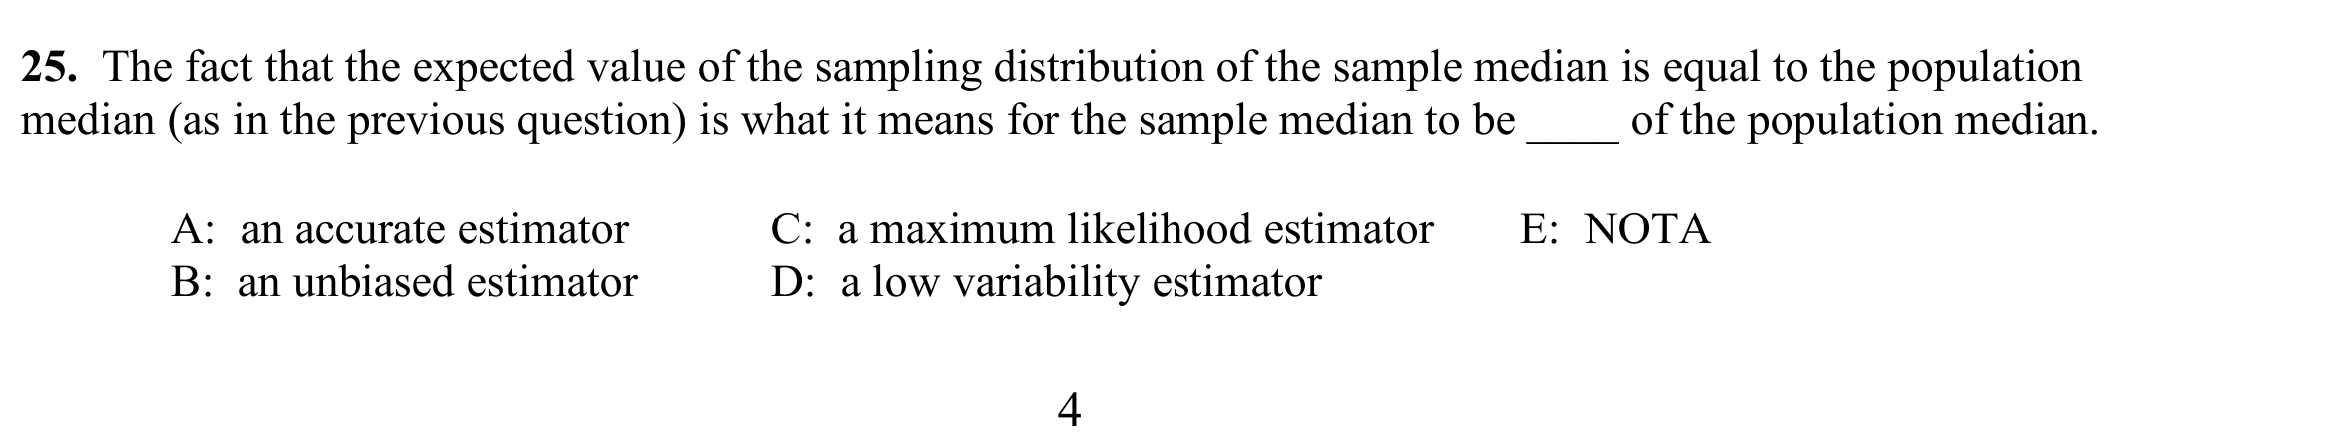 25. The fact that the expected value of the sampling distribution of the sample median is equal to the population
median (as in the previous question) is what it means for the sample median to be ____ of the population median.
A: an accurate estimator C: a maximum likelihood estimator E: NOTA
B: an unbiased estimator D: a low variability estimator
4